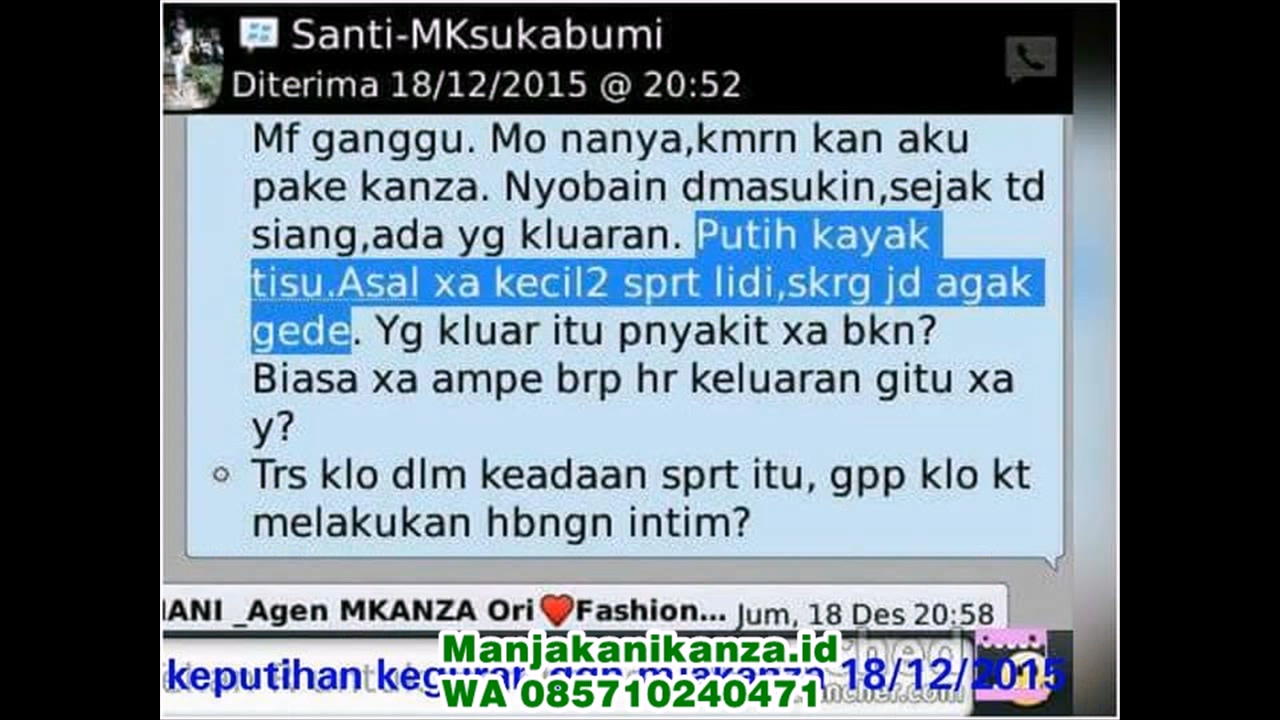 Santi-MKsukabumi
Diterima 18/12/2015 @ 20:52
Mf ganggu. Mo nanya,kmrn kan aku
pake kanza. Nyobain dmasukin,sejak td
siang,ada yg kluaran. Putih kayak
tisu.Asal xa kecil2 sprt lidi,skrg jd agak
gede. Yg kluar itu pnyakit xa bkn?
Biasa xa ampe brp hr keluaran gitu xa
y?
Trs klo dlm keadaan sprt itu, gpp klo kt
melakukan hbngn intim?
IANI _Agen MKANZA Ori❤Fashion... Jum, 18 Des 20:58
Manjakanikanza.id
keputihan 18/12/2015
WA 085710240471